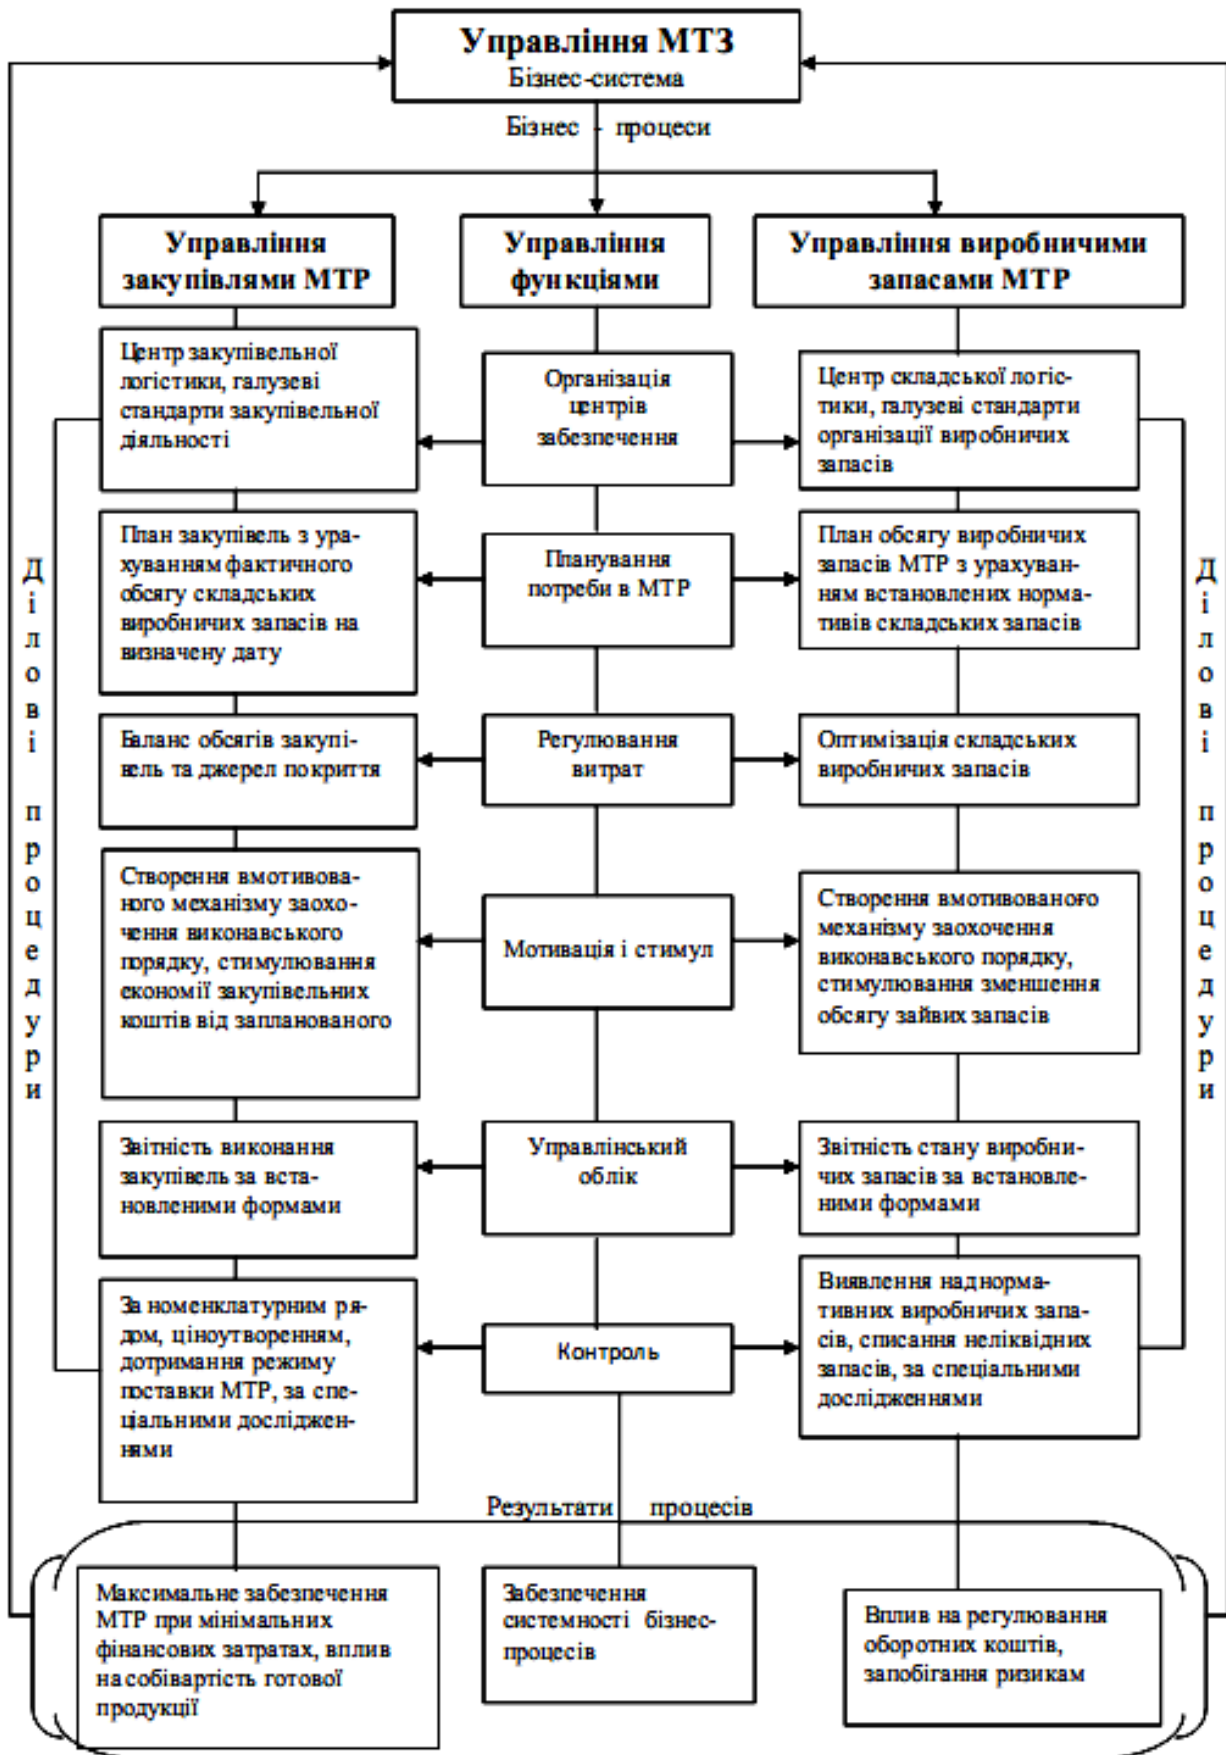 Управління МТЗ
Бізнес-система
Бізнес - процеси
Управління
закупівлями МТР
Управління
функціями
Управління виробничими
запасами МТР
Центр закупівельної
логістики, галузеві
стандарти закупівельної
діяльності
Організація
центрів
забезпечення
Центр складської логіс-
тики, галузеві стандарти
організації виробничих
запасів
План закупівель з ура-
хуванням фактичного
обсягу складських
виробничих запасів на
визначену дату
Планування
потреби в МТР
План обсягу виробничих
запасів МТР з урахуван-
ням встановлених норма-
тивів складських запасів
Баланс обсягів закупі-
вель та джерел покриття
Регулювання
витрат
Оптимізація складських
виробничих запасів
Створення вмотивова-
ного механізму заохо-
чення виконавського
порядку, стимулювання
економії закупівельних
коштів від запланованого
Мотивація і стимул
Створення вмотивованого
механізму заохочення
виконавського порядку,
стимулювання зменшення
обсягу зайвих запасів
Звітність виконання
закупівель за вста-
новленими формами
Управлінський
облік
Звітність стану виробни-
чих запасів за встановле-
ними формами
За номенклатурним ря-
дом, ціноутворенням,
дотримання режиму
поставки МТР, за спе-
ціальними дослідже­н-
нями
Контроль
Виявлення наднорма-
тивних виробничих запа-
сів, списання неліквідних
запасів, за спеціальними
дослідженнями
Ділові процедури
Ділові процедури
Результати процесів
Максимальне забезпечення
МТР при мінімальних
фінансових затратах, вплив
на собівартість готової
продукції
Забезпечення
системності бізнес-
процесів
Вплив на регулювання
оборотних коштів,
запобігання ризикам